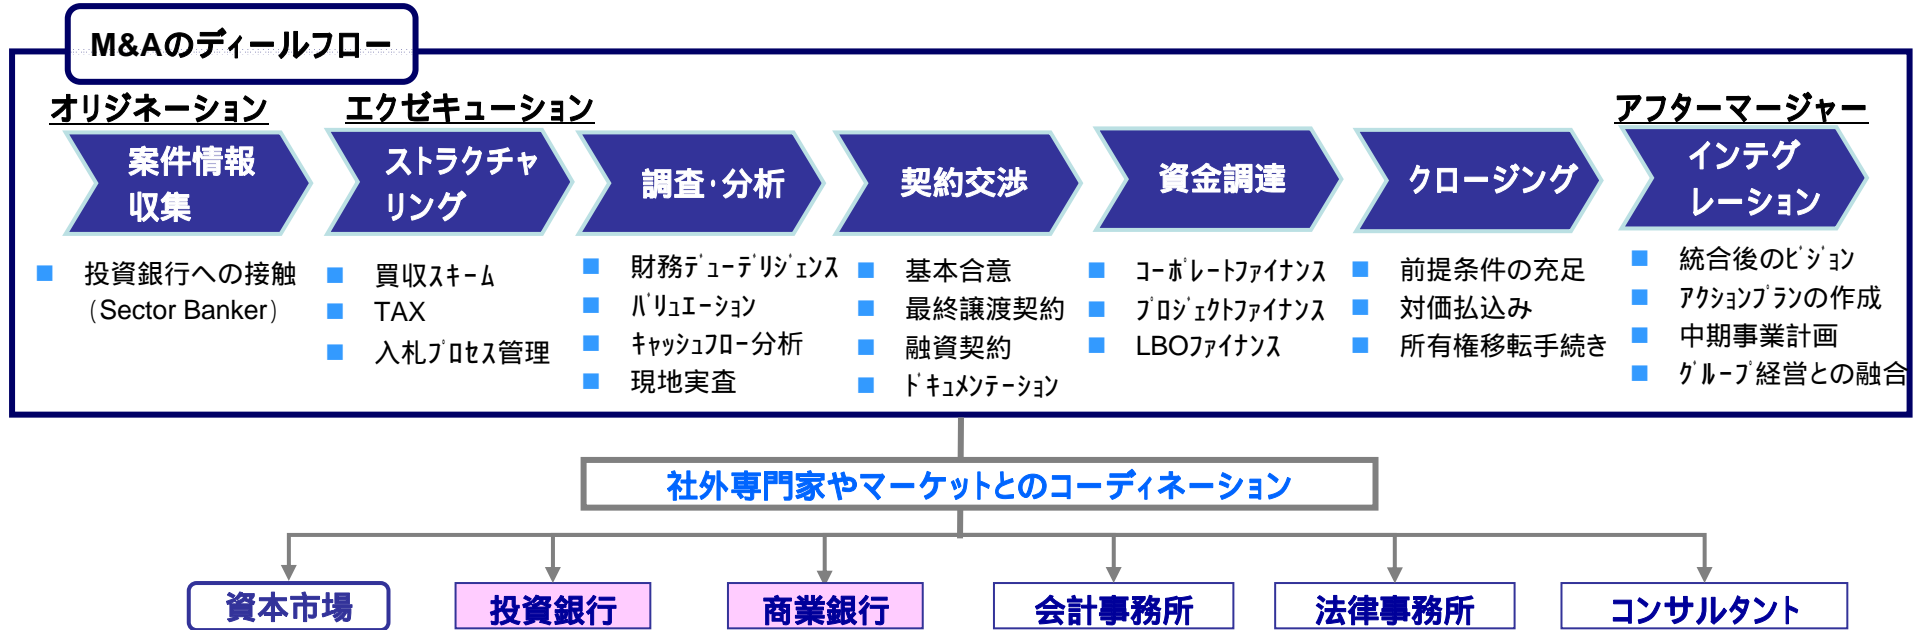 M&Aのディールフロー
オリジネーション
エクゼキューション
アフターマージャー
案件情報
収集
ストラクチャ
リング
調査・分析
契約交渉
資金調達
クロージング
インテグ
レーション
投資銀行への接触
（Sector Banker）
買収ｽｷｰﾑ
TAX
入札ﾌﾟﾛｾｽ管理
財務ﾃﾞｭｰﾃﾞﾘｼﾞｪﾝｽ
ﾊﾞﾘｭｴｰｼｮﾝ
ｷｬｯｼｭﾌﾛｰ分析
現地実査
基本合意
最終譲渡契約
融資契約
ﾄﾞｷｭﾒﾝﾃｰｼｮﾝ
ｺｰﾎﾟﾚｰﾄﾌｧｲﾅﾝｽ
ﾌﾟﾛｼﾞｪｸﾄﾌｧｲﾅﾝｽ
LBOﾌｧｲﾅﾝｽ
前提条件の充足
対価払込み
所有権移転手続き
統合後のﾋﾞｼﾞｮﾝ
ｱｸｼｮﾝﾌﾟﾗﾝの作成
中期事業計画
ｸﾞﾙｰﾌﾟ経営との融合
社外専門家やマーケットとのコーディネーション
資本市場
投資銀行
商業銀行
会計事務所
法律事務所
コンサルタント